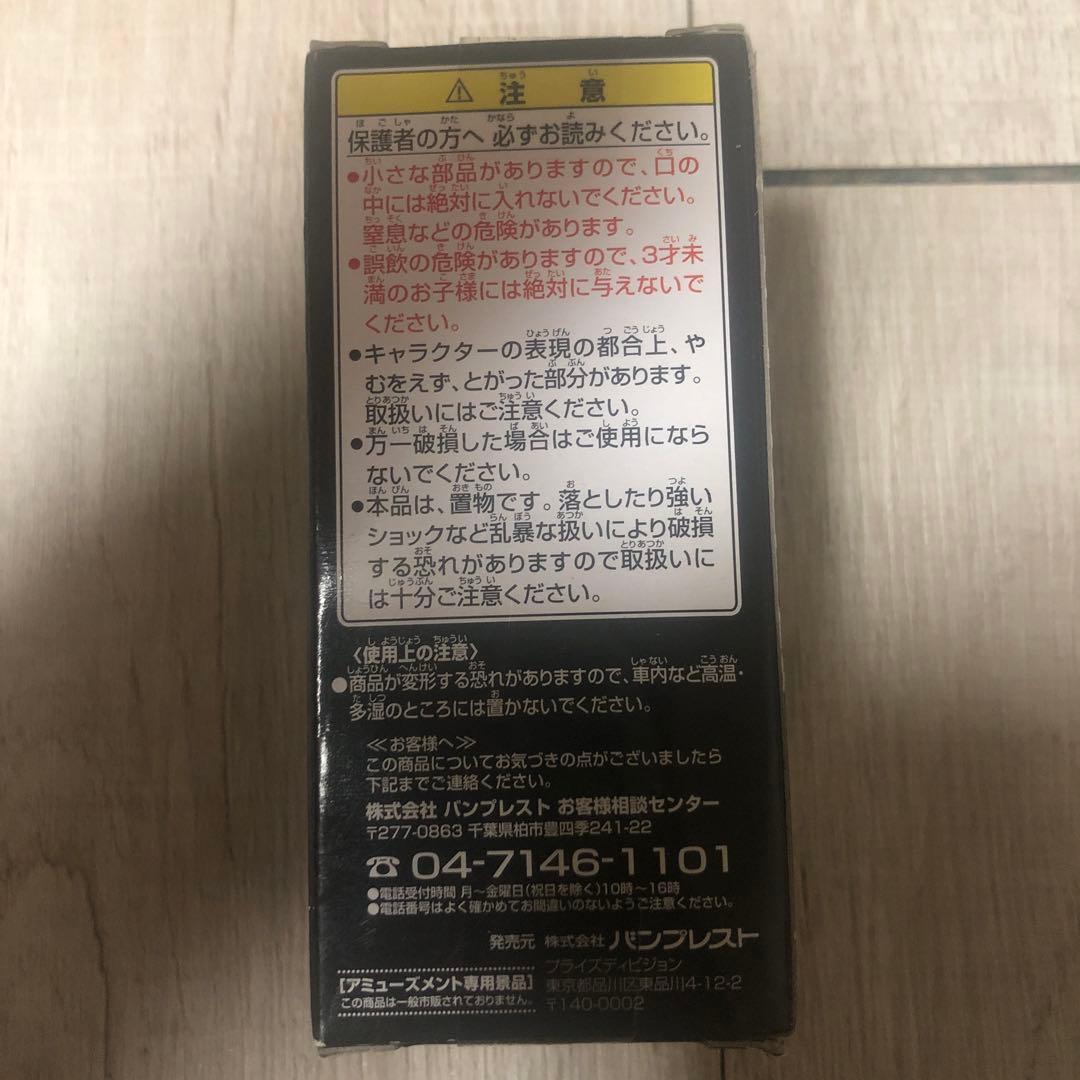 ⚠ 注意
保護者の方へ 必ずお読みください。
●小さな部品がありますので、口の
中には絶対に入れないでください。
窒息などの危険があります。
●誤飲の危険がありますので、3才未
満のお子様には絶対に与えないで
ください。
●キャラクターの表現の都合上、や
むをえず、とがった部分があります。
取扱いにはご注意ください。
●万一破損した場合はご使用になら
ないでください。
●本品は、置物です。落としたり強い
ショックなど乱暴な扱いにより破損
する恐れがありますので取扱いに
は十分ご注意ください。
〈使用上の注意〉
●商品が変形する恐れがありますので、車内など高温・
多湿のところには置かないでください。
≪お客様へ≫
この商品についてお気づきの点がございましたら
下記までご連絡ください。
株式会社 バンプレスト お客様相談センター
〒277-0863 千葉県柏市豊四季241-22
☎ 04-7146-1101
●電話受付時間 月〜金曜日(祝日を除く)10時〜16時
●電話番号はよく確かめてお間違いのないようご注意ください。
発売元 株式会社 バンプレスト
プライズディビジョン
東京都品川区東品川4-12-2
〒140-0002
[アミューズメント専用景品]
この商品は一般市販されておりません。